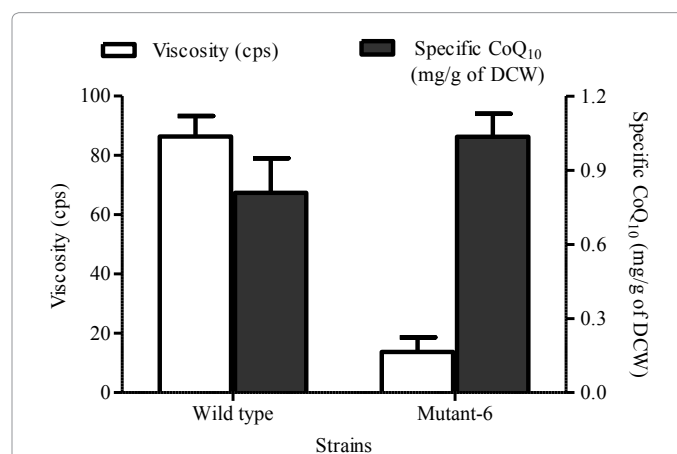 Viscosity (cps)
Specific CoQ10
(mg/g of DCW)
100
80
60
40
20
0
Viscosity (cps)
1.2
0.9
0.6
0.3
0.0
Specific CoQ10 (mg/g of DCW)
Wild type
Mutant-6
Strains